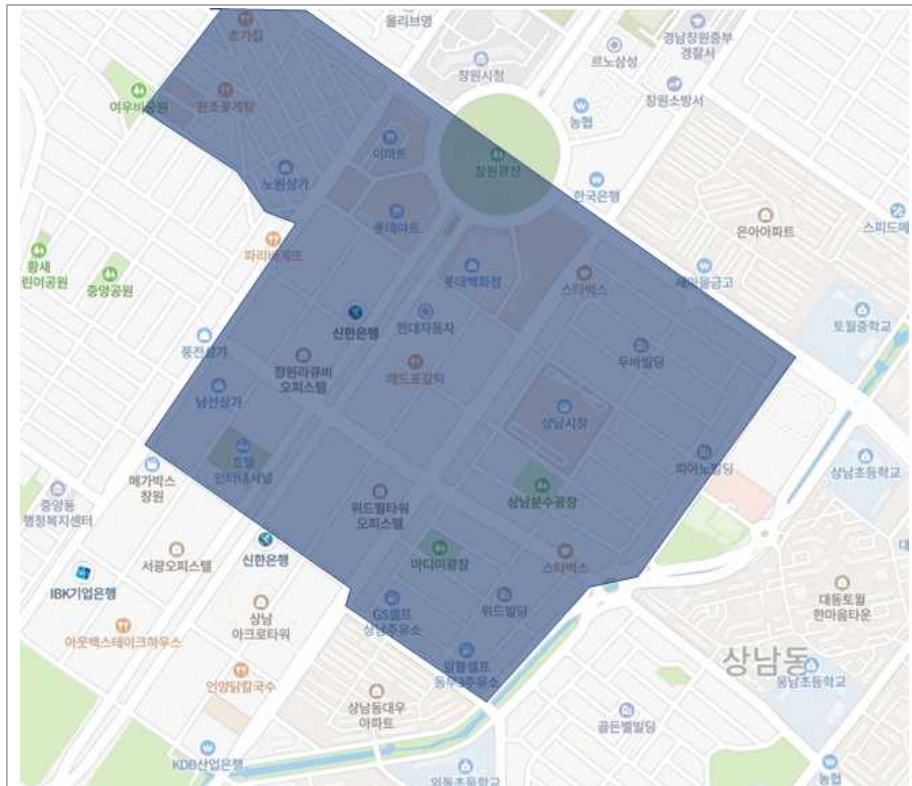 올리브영
초가집
경남창원중부
경찰서
르노삼성
창원시청
여우비공원
원조꽃게탕
창원소방서
농협
이마트
창원광장
노원상가
한국은행
롯데마트
은아아파트
스피드메
파리바게뜨
황새
린이공원
중앙공원
롯데백화점
스타벅스
새마을금고
신한은행
현대자동차
토월중학교
풍전상가
두바빌딩
창원라큐비
오피스텔
매드포갈릭
남선상가
상남시장
호텔
인터내셔널
피아노빌딩
상남초등학교
메가박스
창원
중앙동
행정복지센터
위드필타워
오피스텔
상남분수광장
신한은행
서광오피스텔
마디미광장
스타벅스
IBK기업은행
대동토월
한마음타운
GS셀프
상남주유소
위드빌딩
상남
아크로타워
아웃백스테이크하우스
알뜰셀프
동부3주유소
상남동
웅남초등학교
언양닭칼국수
상남동대우
아파트
골든벨빌딩
KDB산업은행
외동초등학교
농협